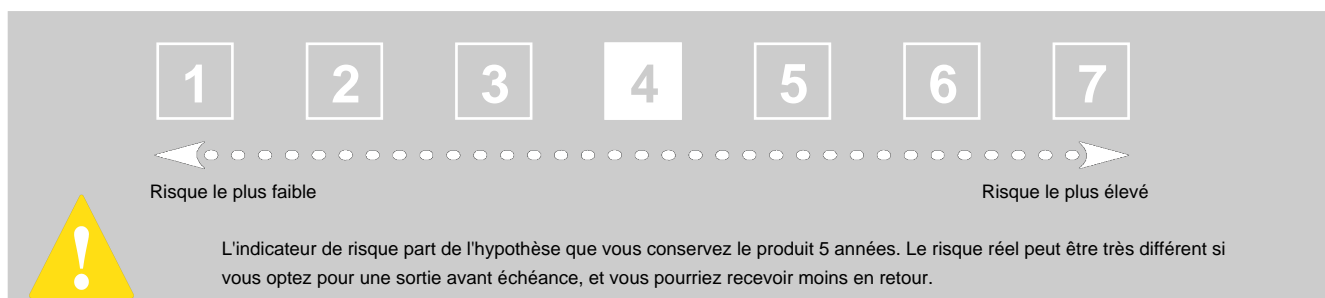 1 2 3 4 5 6 7
Risque le plus faible Risque le plus élevé
!
L'indicateur de risque part de l'hypothèse que vous conservez le produit 5 années. Le risque réel peut être très différent si
vous optez pour une sortie avant échéance, et vous pourriez recevoir moins en retour.